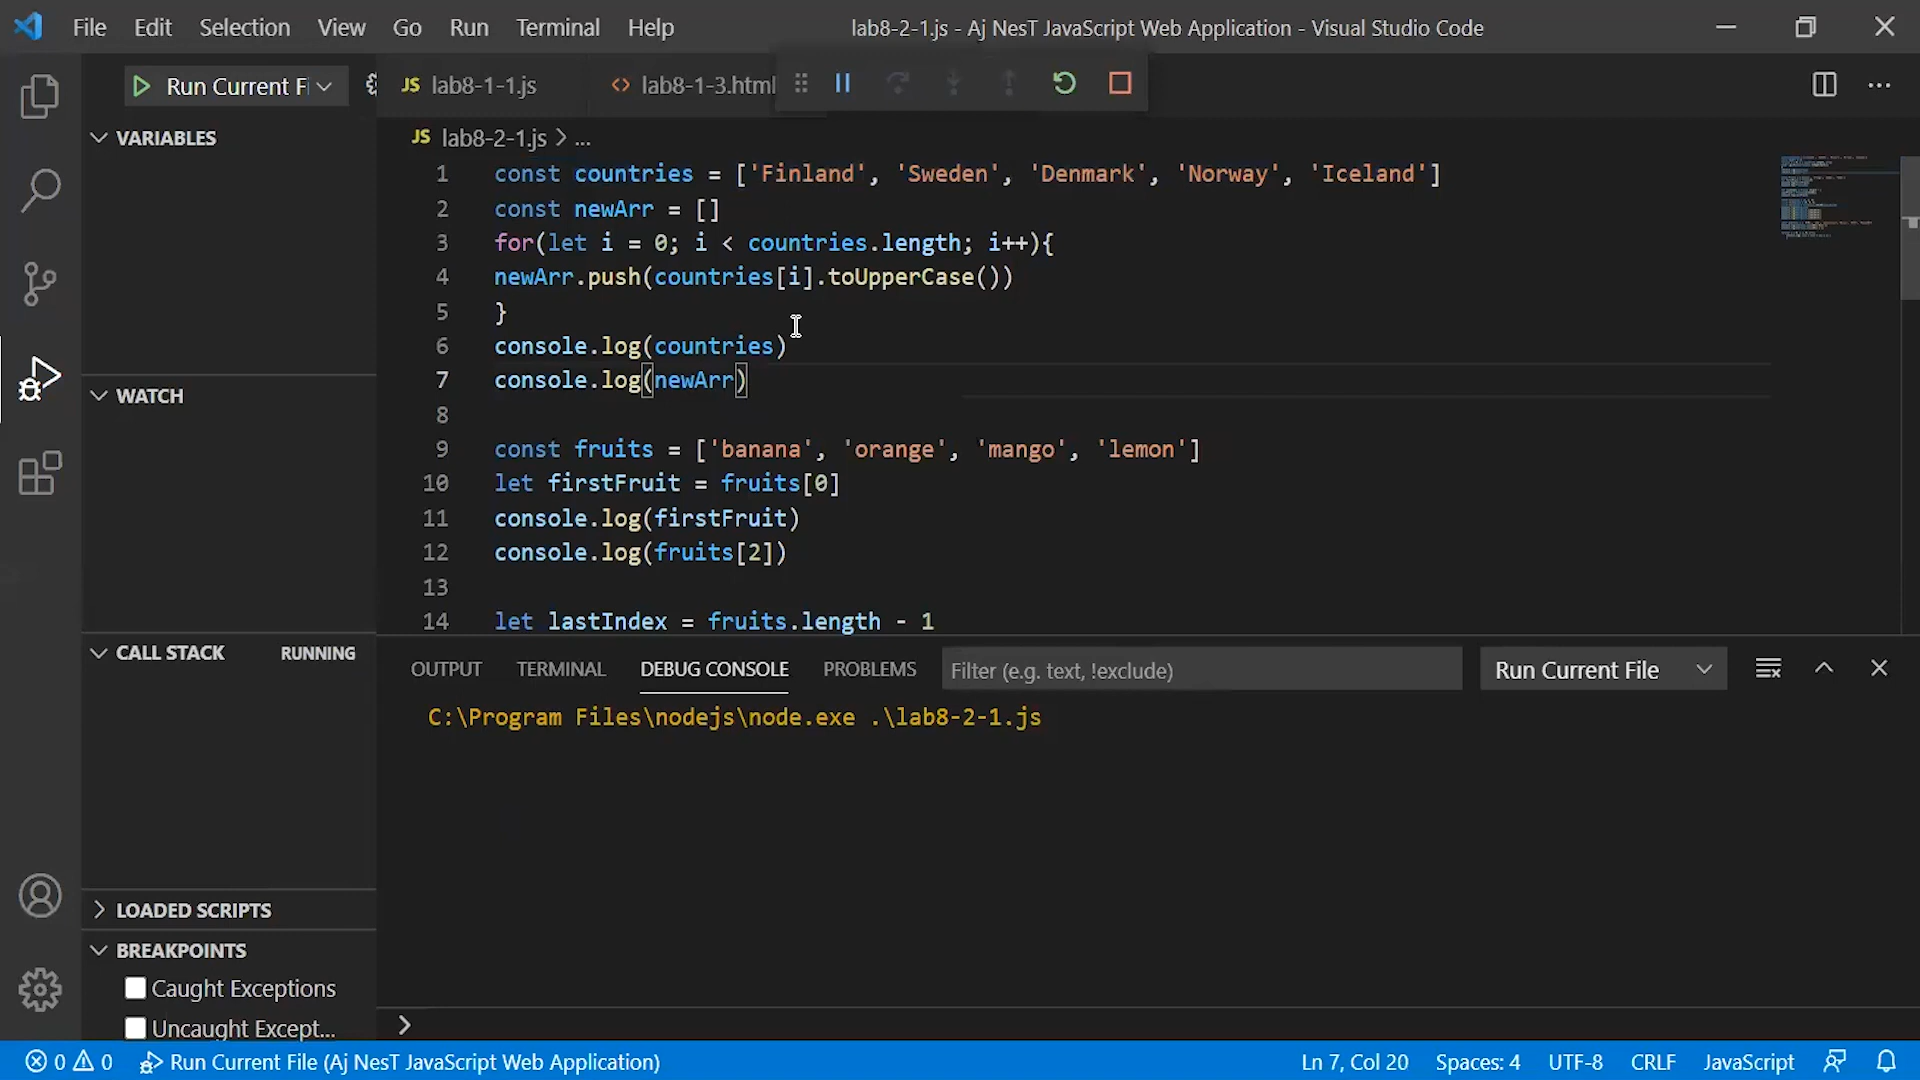 File Edit Selection View Go Run Terminal Help lab8-2-1.js - Aj NesT JavaScript Web Application - Visual Studio Code
Run Current Fi JS lab8-1-1.js <> lab8-1-3.html
VARIABLES
WATCH
CALL STACK RUNNING
LOADED SCRIPTS
BREAKPOINTS
Caught Exceptions
Uncaught Except...
JS lab8-2-1.js > ...
1 const countries = ['Finland', 'Sweden', 'Denmark', 'Norway', 'Iceland']
2 const newArr = []
3 for(let i = 0; i < countries.length; i++){
4 newArr.push(countries[i].toUpperCase())
5 }
6 console.log(countries)
7 console.log(newArr)
8
9 const fruits = ['banana', 'orange', 'mango', 'lemon']
10 let firstFruit = fruits[0]
11 console.log(firstFruit)
12 console.log(fruits[2])
13
14 let lastIndex = fruits.length - 1
OUTPUT TERMINAL DEBUG CONSOLE PROBLEMS Filter (e.g. text, !exclude) Run Current File
C:\Program Files\nodejs\node.exe .\lab8-2-1.js
>
0 0 Run Current File (Aj NesT JavaScript Web Application) Ln 7, Col 20 Spaces: 4 UTF-8 CRLF JavaScript